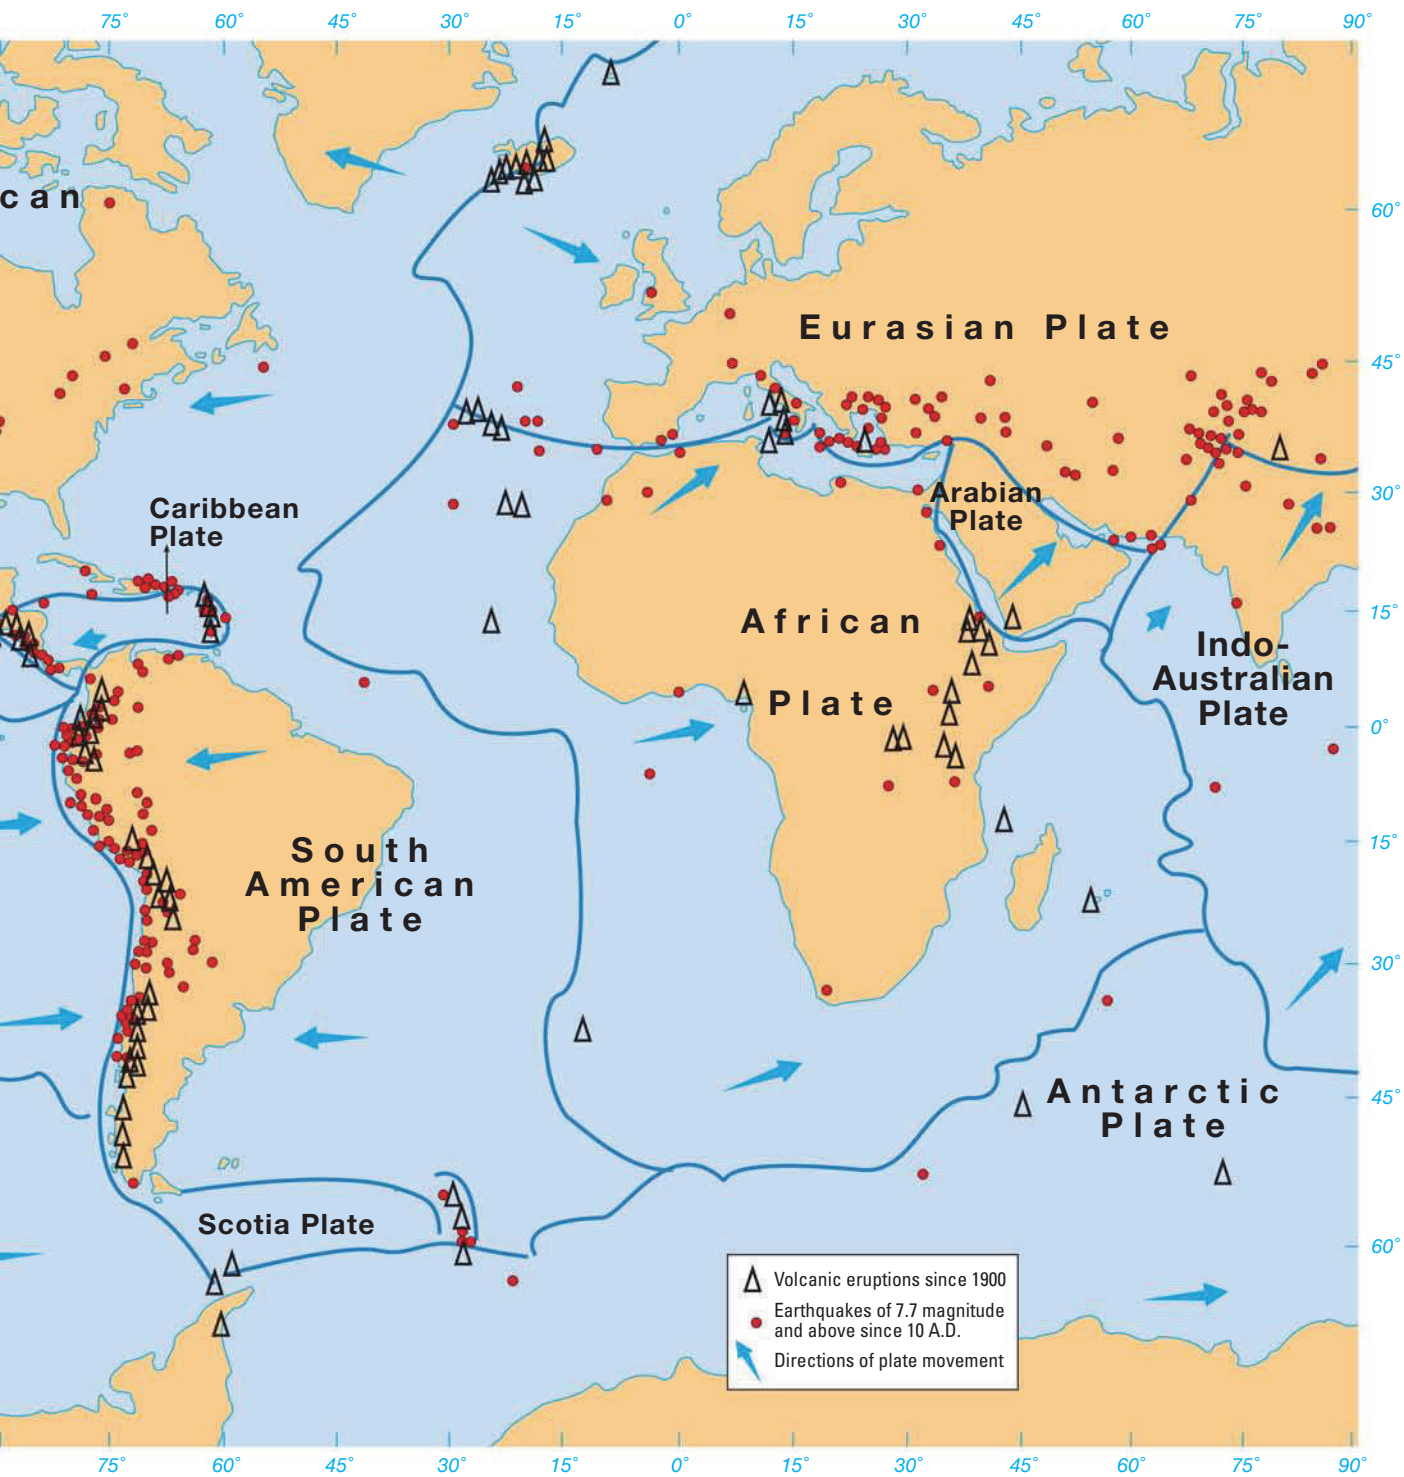 75° 60° 45° 30° 15° 0° 15° 30° 45° 60° 75° 90°
can
60°
Eurasian Plate
45°
30°
Caribbean
Plate
Arabian
Plate
15°
African
Plate
Indo-
Australian
Plate
0°
15°
South
American
Plate
30°
45°
Antarctic
Plate
Scotia Plate
60°
Volcanic eruptions since 1900
Earthquakes of 7.7 magnitude
and above since 10 A.D.
Directions of plate movement
75° 60° 45° 30° 15° 0° 15° 30° 45° 60° 75° 90°